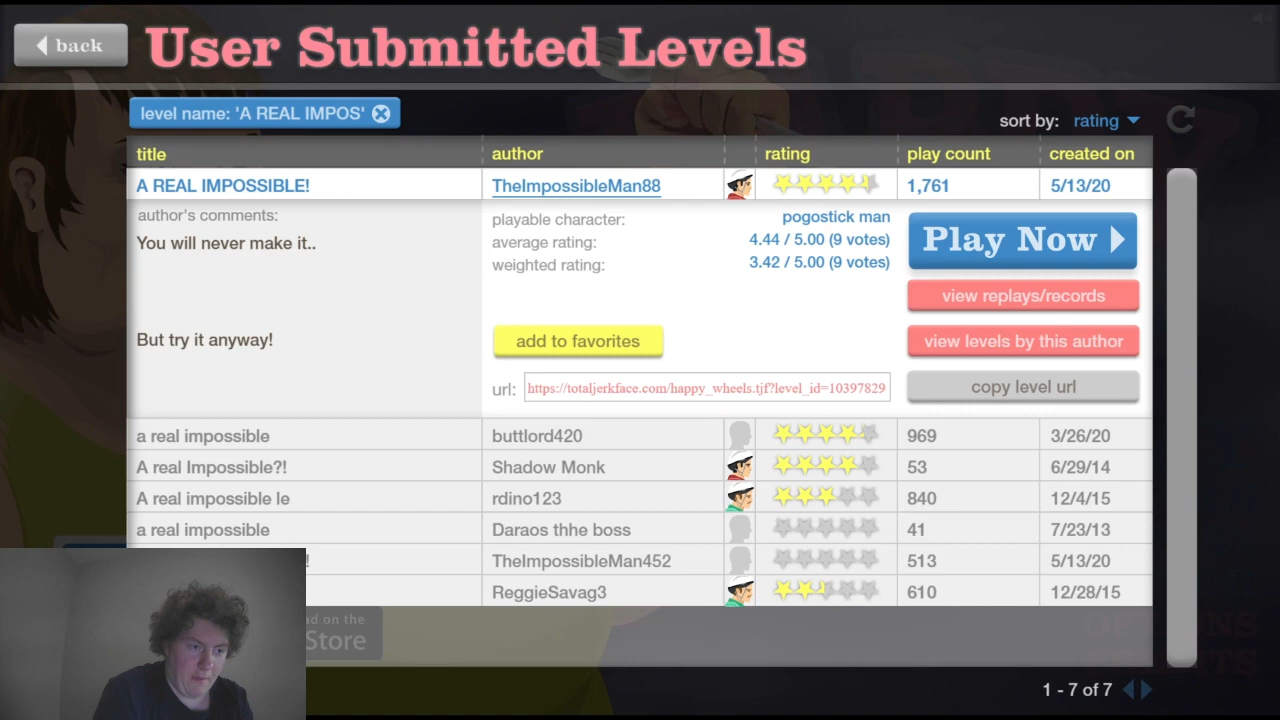 back
User Submitted Levels
level name: 'A REAL IMPOS'
sort by: rating
title author rating play count created on
A REAL IMPOSSIBLE! TheImpossibleMan88 1,761 5/13/20
author's comments:
You will never make it..
But try it anyway!
playable character: pogostick man
average rating: 4.44 / 5.00 (9 votes)
weighted rating: 3.42 / 5.00 (9 votes)
add to favorites
url: https://totaljerkface.com/happy_wheels.tjf?level_id=10397829
Play Now
view replays/records
view levels by this author
copy level url
a real impossible buttlord420 969 3/26/20
A real Impossible?! Shadow Monk 53 6/29/14
A real impossible le rdino123 840 12/4/15
a real impossible Daraos thhe boss 41 7/23/13
! TheImpossibleMan452 513 5/13/20
ReggieSavag3 610 12/28/15
on the
Store
1 - 7 of 7